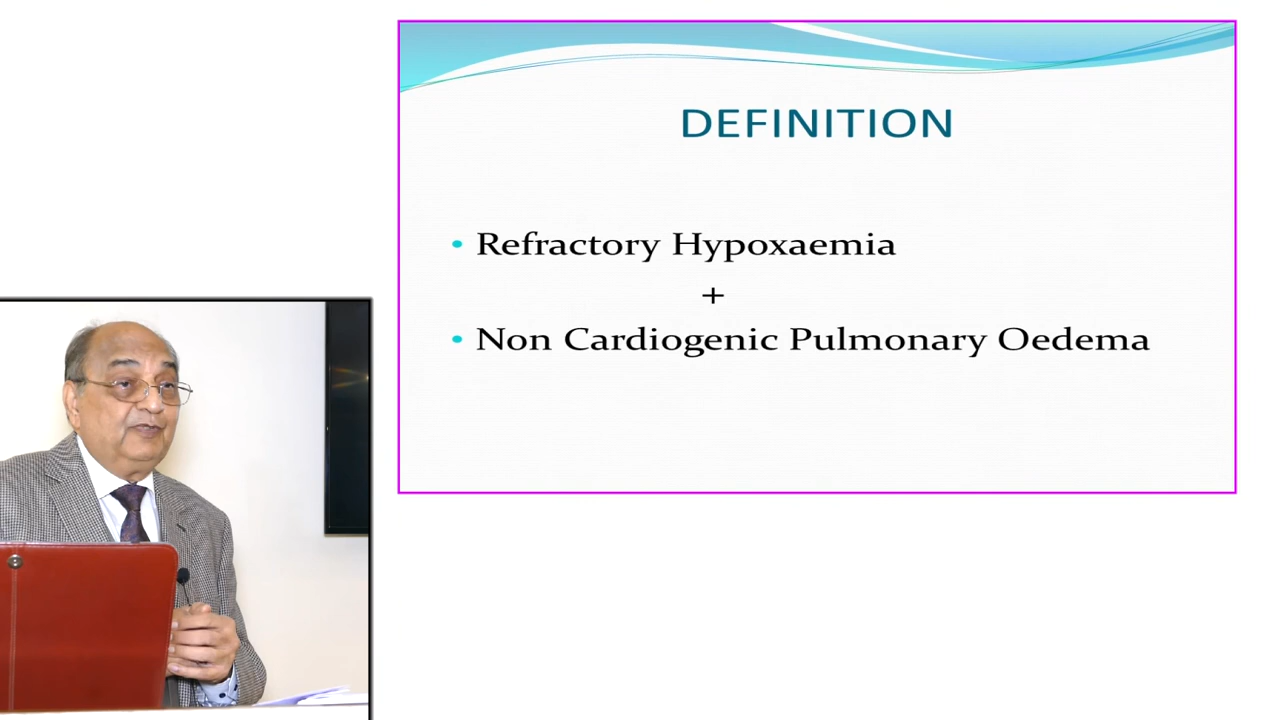 DEFINITION
• Refractory Hypoxaemia
+
• Non Cardiogenic Pulmonary Oedema